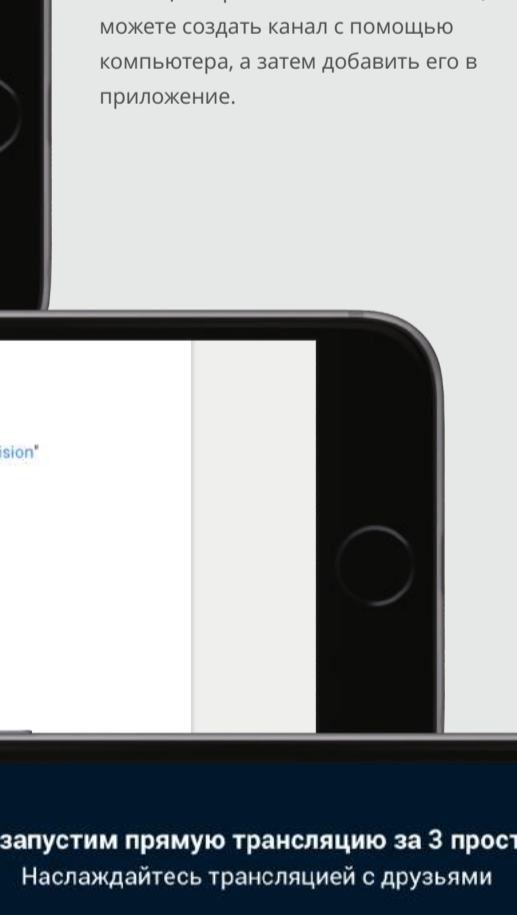 можете создать канал с помощью
компьютера, а затем добавить его в
приложение.
ision"
запустим прямую трансляцию за 3 прост
Наслаждайтесь трансляцией с друзьями